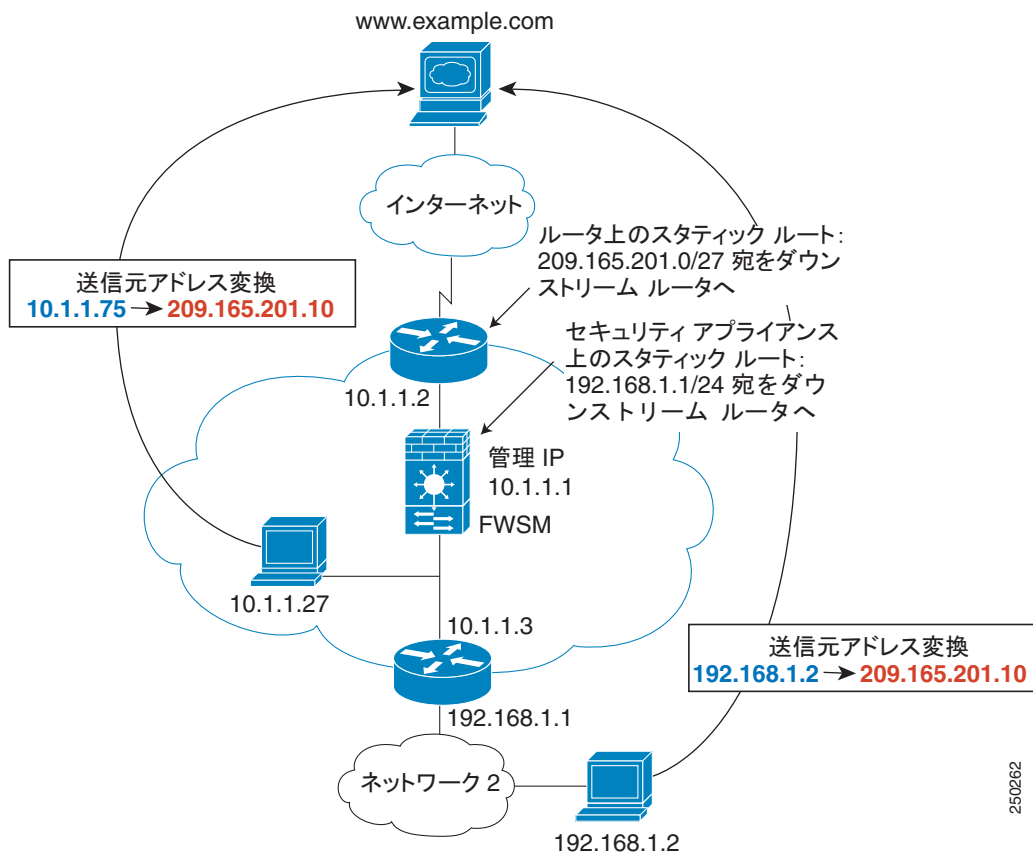 www.example.com
インターネット
ルータ上のスタティック ルート:
209.165.201.0/27 宛をダウン
ストリーム ルータへ
送信元アドレス変換
10.1.1.75 → 209.165.201.10
セキュリティ アプライアンス
上のスタティック ルート:
192.168.1.1/24 宛をダウ
ンストリーム ルータへ
10.1.1.2
管理 IP
10.1.1.1
FWSM
10.1.1.27
10.1.1.3
送信元アドレス変換
192.168.1.2 → 209.165.201.10
192.168.1.1
ネットワーク 2
192.168.1.2
250262